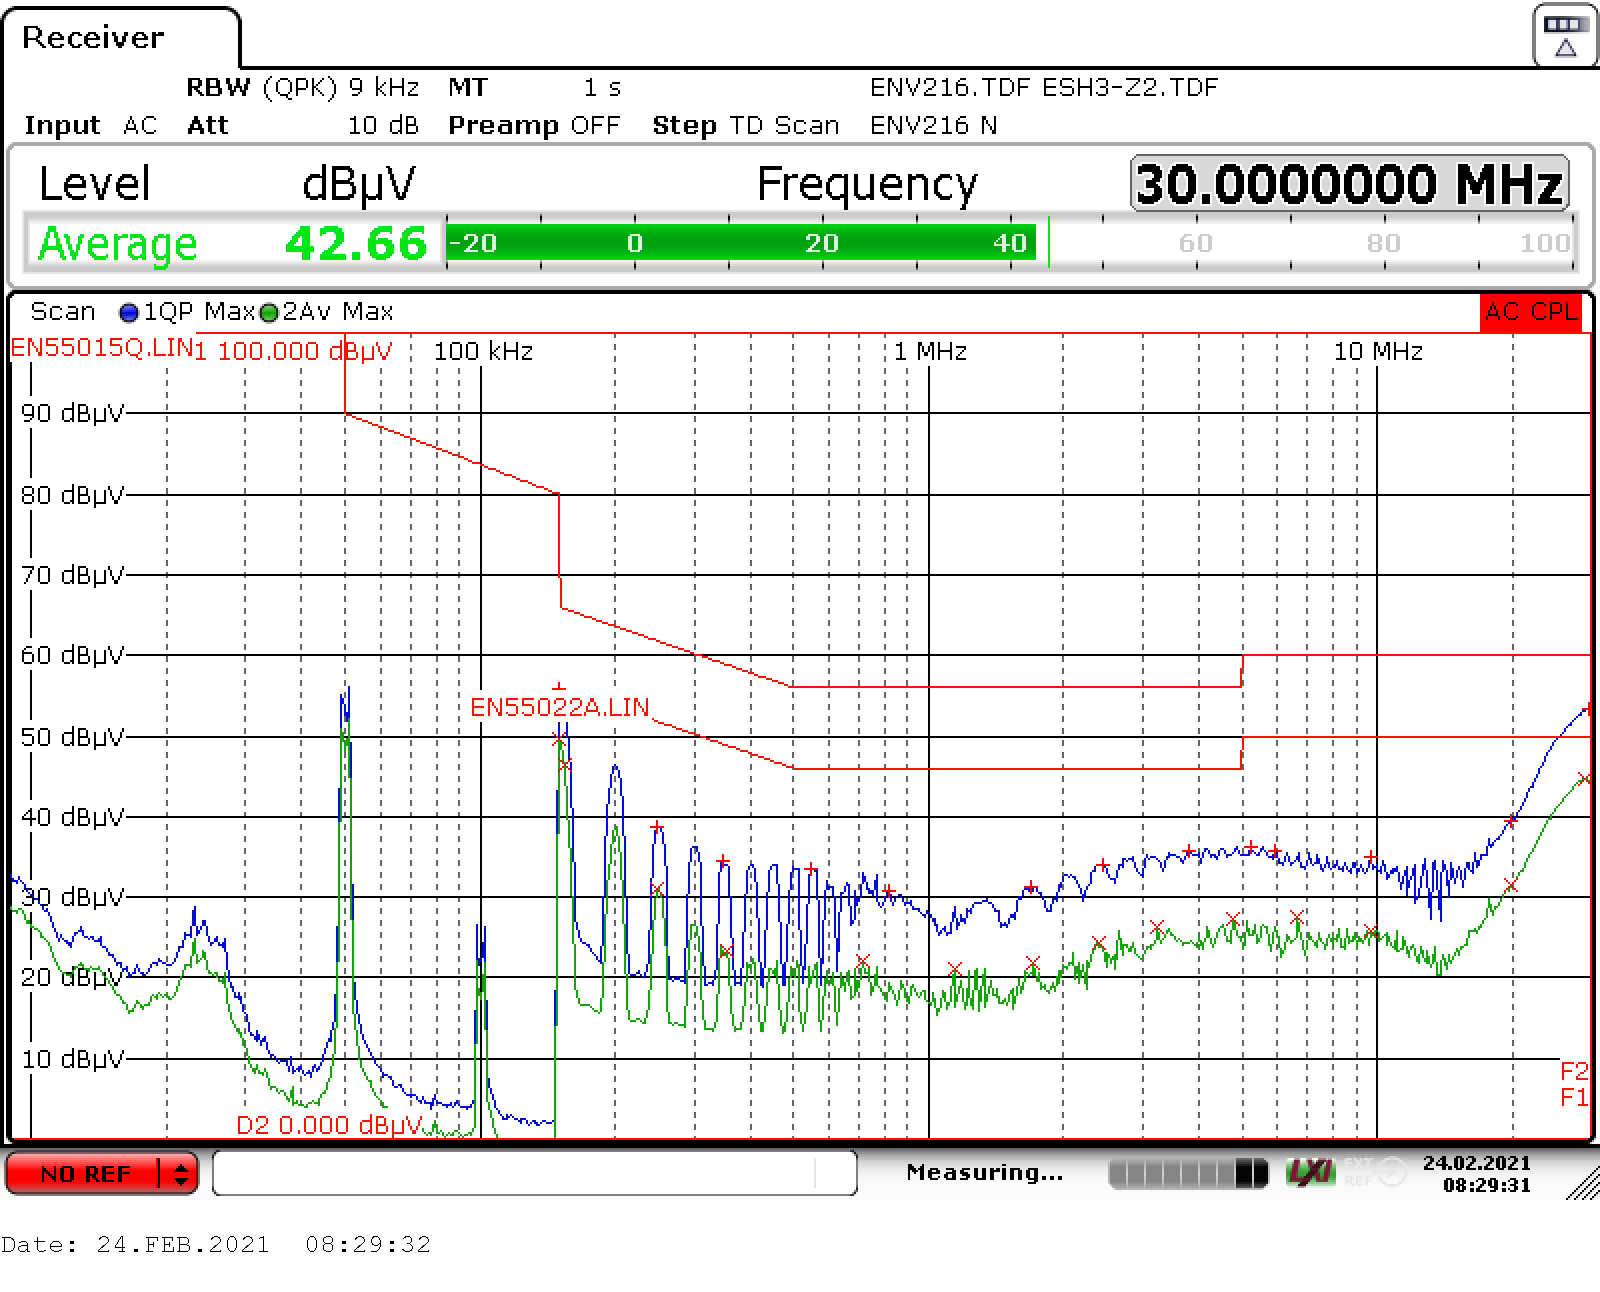 Receiver
RBW (QPK) 9 kHz MT 1 s ENV216.TDF ESH3-Z2.TDF
Input AC Att 10 dB Preamp OFF Step TD Scan ENV216 N
Level dBµV Frequency 30.0000000 MHz
Average 42.66 -20 0 20 40 60 80 100
Scan 1QP Max 2Av Max AC CPL
EN55015Q.LIN 1 100.000 dBµV 100 kHz 1 MHz 10 MHz
90 dBµV
80 dBµV
70 dBµV
60 dBµV
EN55022A.LIN
50 dBµV
40 dBµV
30 dBµV
20 dBµV
10 dBµV
F2
F1
D2 0.000 dBµV
NO REF Measuring... LXI EXT REF 24.02.2021
08:29:31
Date: 24.FEB.2021 08:29:32